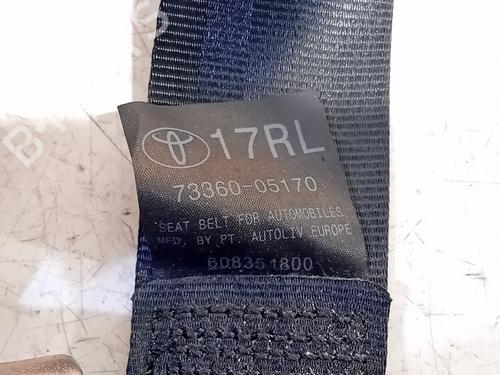 17RL
73360-05170
SEAT BELT FOR AUTOMOBILES
MFD. BY PT. AUTOLIV EUROPE
608351800